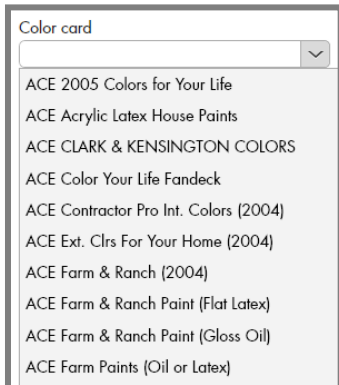 Color card
ACE 2005 Colors for Your Life
ACE Acrylic Latex House Paints
ACE CLARK & KENSINGTON COLORS
ACE Color Your Life Fandeck
ACE Contractor Pro Int. Colors (2004)
ACE Ext. Clrs For Your Home (2004)
ACE Farm & Ranch (2004)
ACE Farm & Ranch Paint (Flat Latex)
ACE Farm & Ranch Paint (Gloss Oil)
ACE Farm Paints (Oil or Latex)